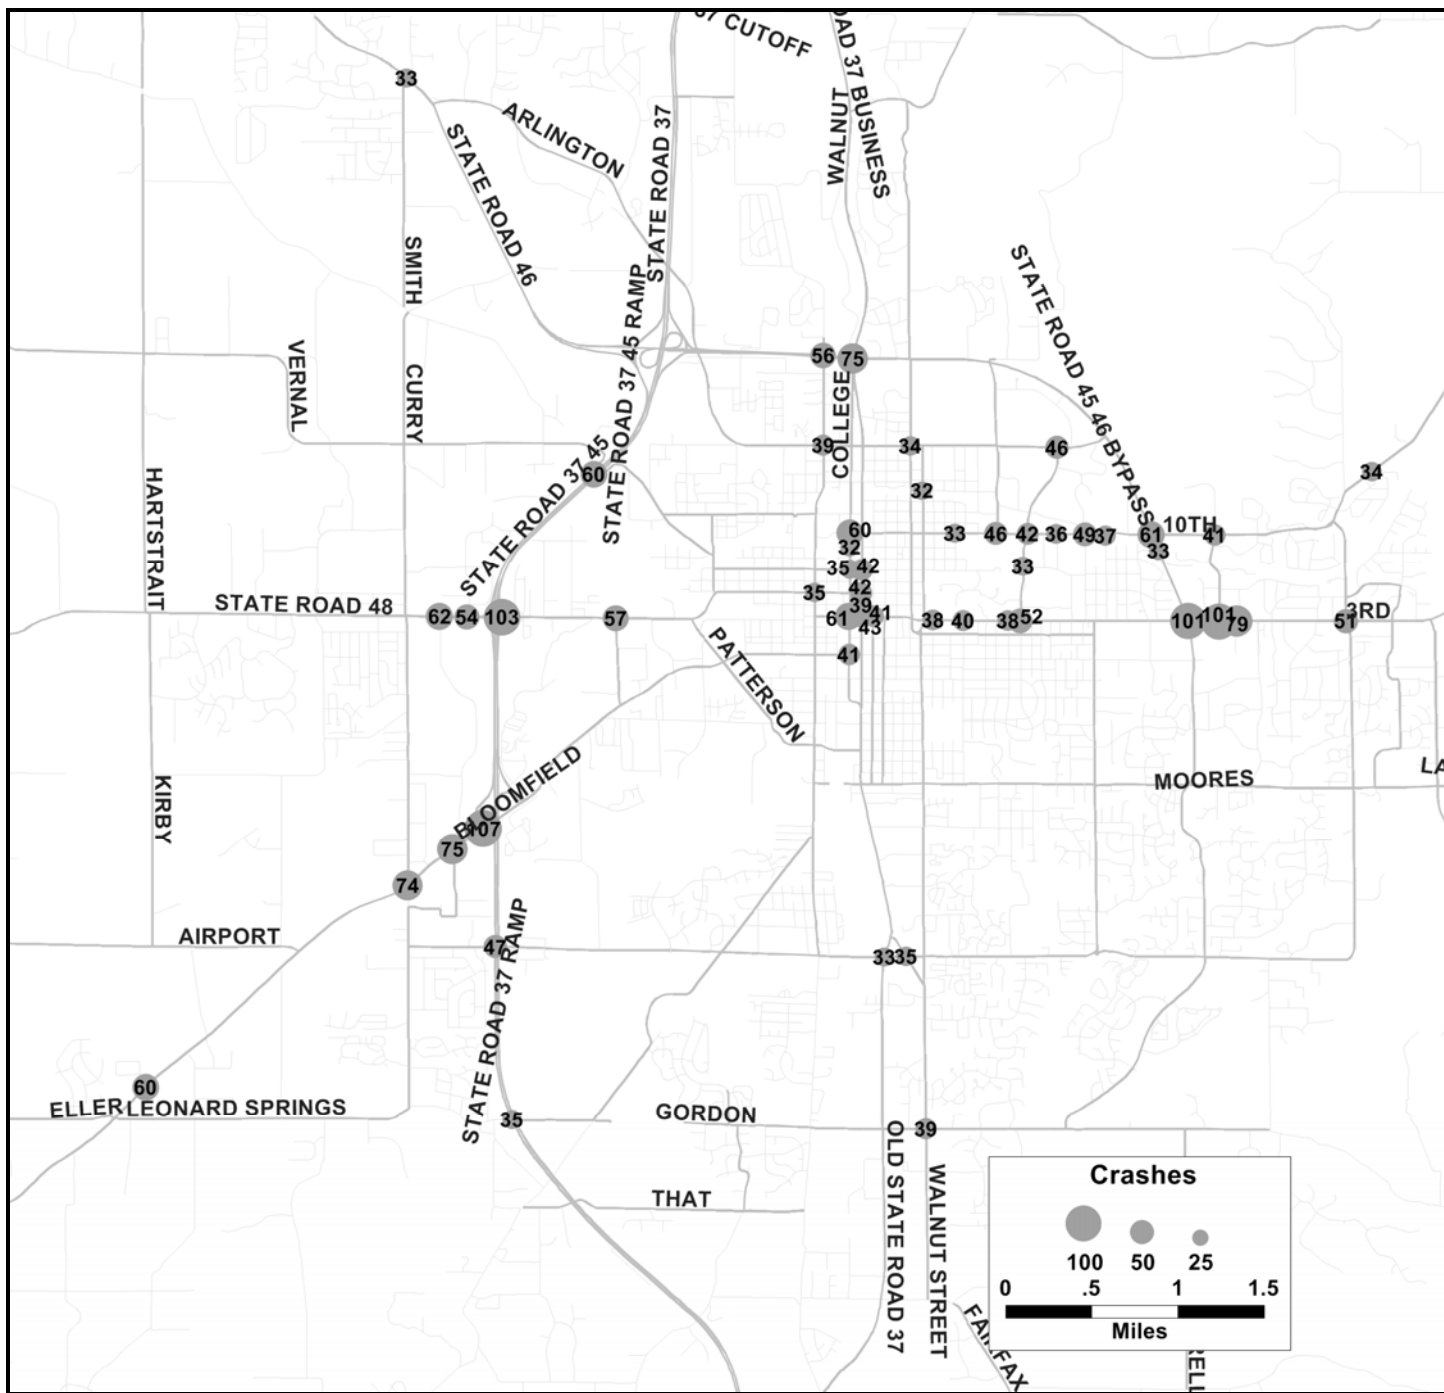 37 CUTOFF
OAD 37 BUSINESS
WALNUT
33
ARLINGTON
STATE ROAD 46
STATE ROAD 37
SMITH
STATE ROAD 37 45 RAMP
STATE ROAD 45 46 BYPASS
VERNAL
CURRY
56
75
COLLEGE
39
34
46
STATE ROAD 37 45
60
34
HARTSTRAIT
32
60
33
46
42
36
49
37
61
10TH
41
32
33
35
42
33
35
42
STATE ROAD 48
62
54
103
57
39
61
41
43
38
40
38
52
101
101
79
51
3RD
41
PATTERSON
KIRBY
BLOOMFIELD
107
75
MOORES
LA
74
AIRPORT
47
STATE ROAD 37 RAMP
33
35
60
ELLER
LEONARD SPRINGS
35
GORDON
39
OLD STATE ROAD 37
WALNUT STREET
THAT
FAIRFAX
RELL
Crashes
100
50
25
0
.5
1
1.5
Miles